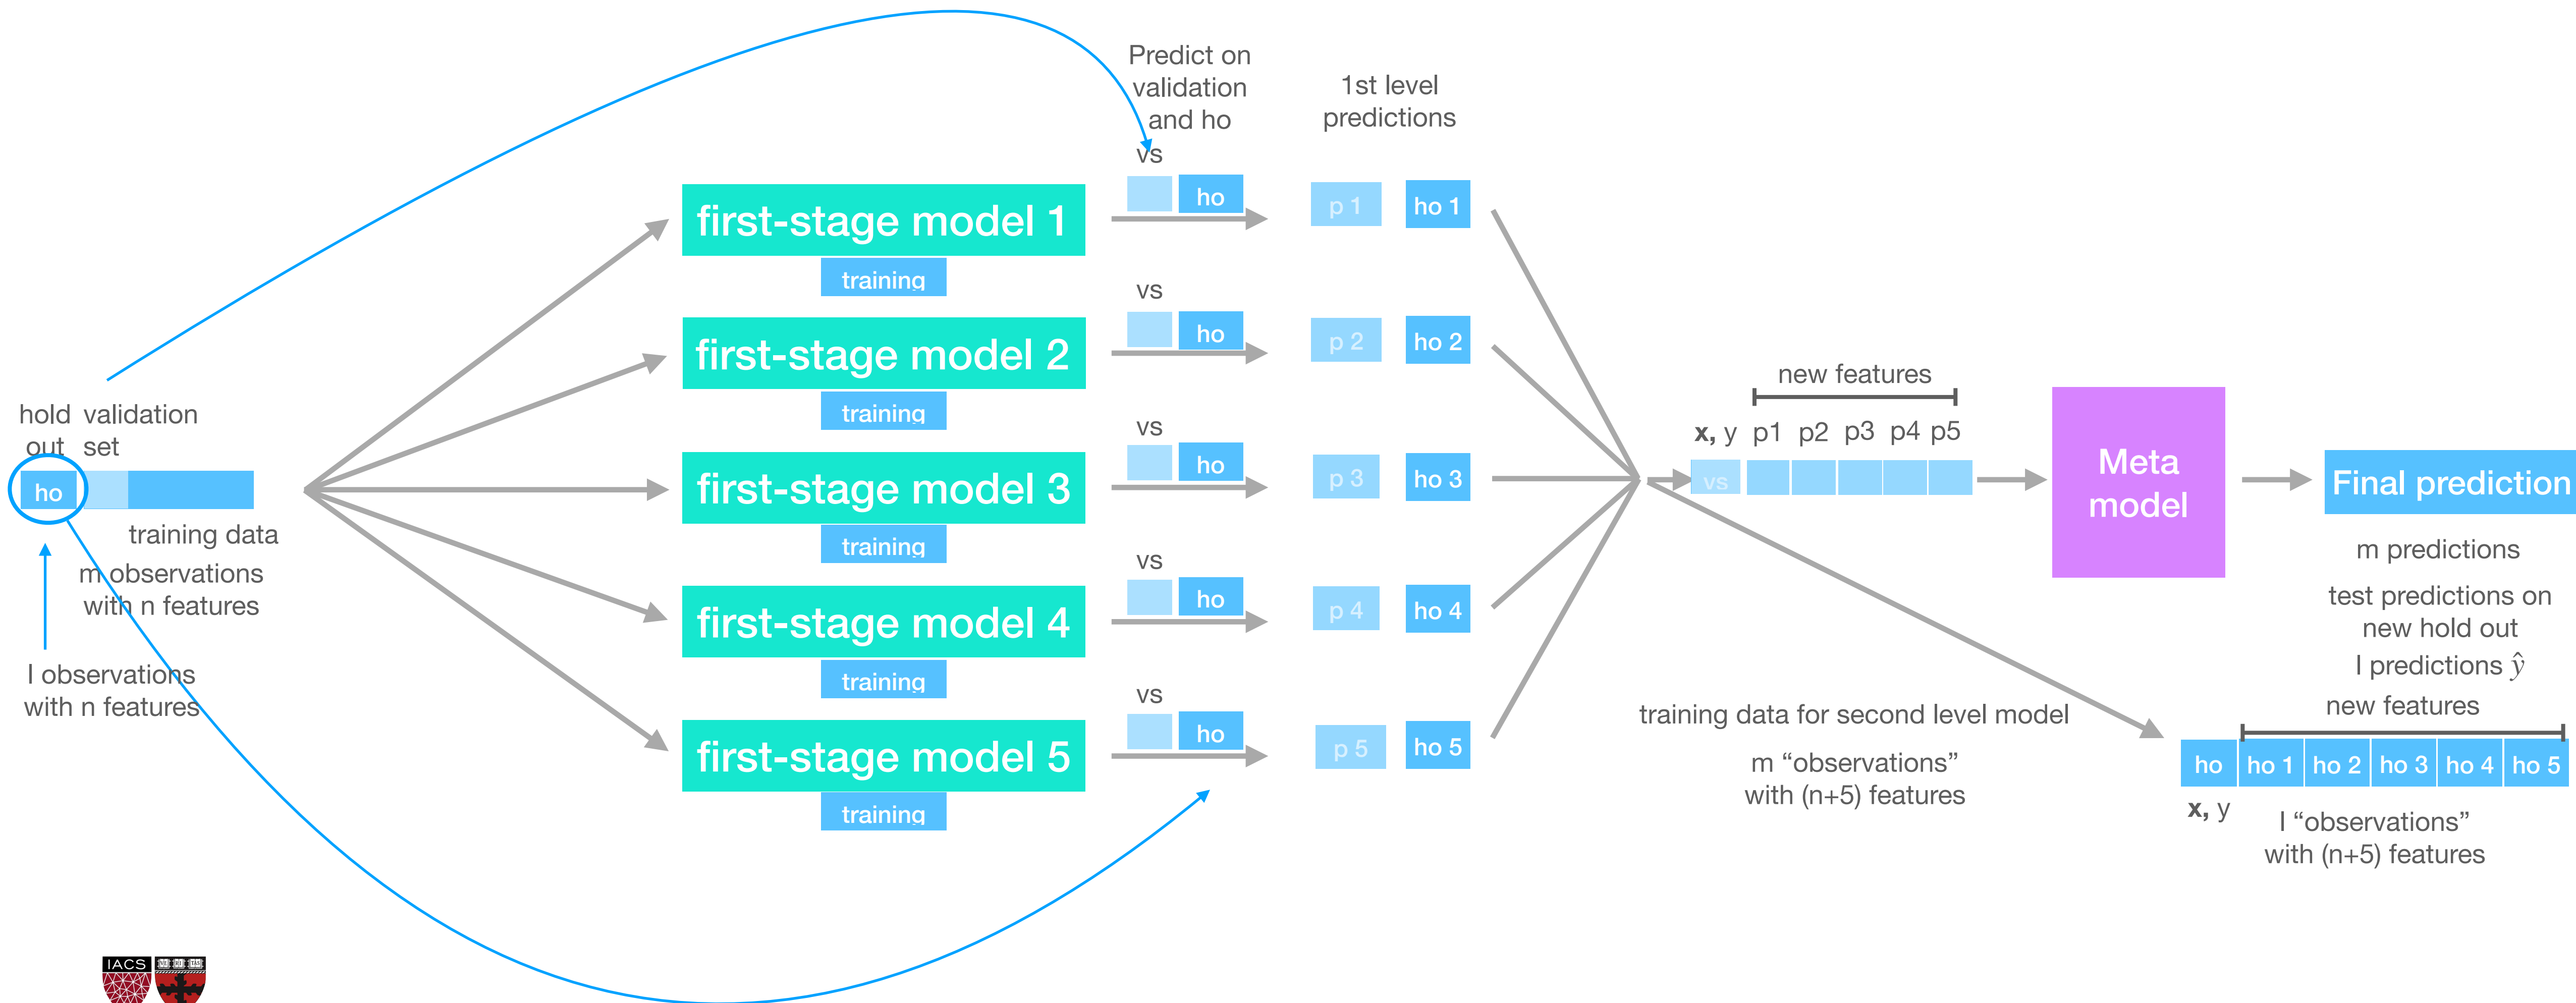 Predict on
validation
and ho
1st level
predictions
vs
ho
first-stage model 1
training
p 1
ho 1
vs
ho
first-stage model 2
training
p 2
ho 2
vs
ho
first-stage model 3
training
p 3
ho 3
vs
ho
first-stage model 4
training
p 4
ho 4
vs
ho
first-stage model 5
training
p 5
ho 5
hold validation
out set
ho
training data
m observations
with n features
l observations
with n features
new features
x, y p1 p2 p3 p4 p5
vs
Meta
model
Final prediction
m predictions
test predictions on
new hold out
l predictions ŷ
new features
training data for second level model
m “observations”
with (n+5) features
ho ho 1 ho 2 ho 3 ho 4 ho 5
x, y
l “observations”
with (n+5) features
IACS